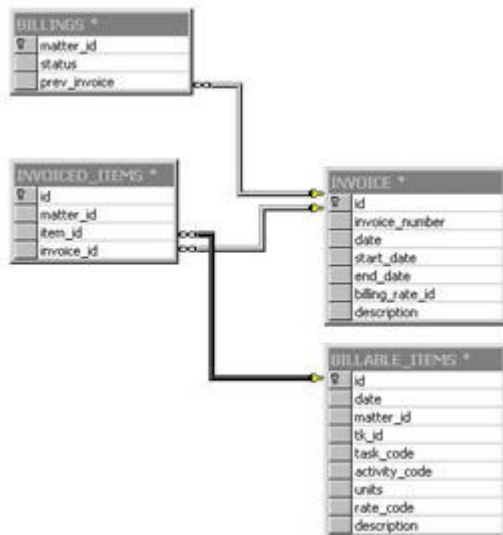 BILLINGS *
matter_id
status
prev_invoice
INVOICED_ITEMS *
id
matter_id
item_id
invoice_id
INVOICE *
id
invoice_number
date
start_date
end_date
billing_rate_id
description
BILLABLE_ITEMS *
id
date
matter_id
tk_id
task_code
activity_code
units
rate_code
description